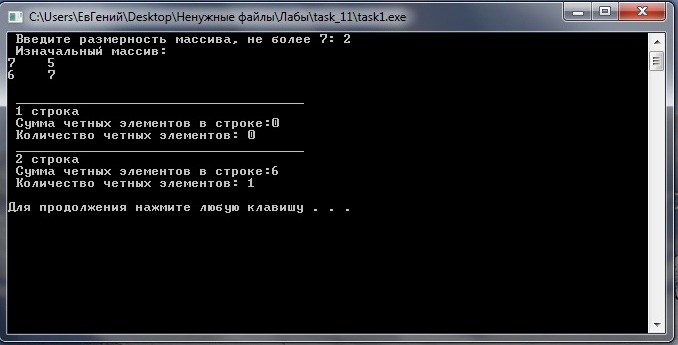 C:\Users\ЕвГений\Desktop\Ненужные файлы\Лабы\task_11\task1.exe
Введите размерность массива, не более 7: 2
Изначальный массив:
7 5
6 7
1 строка
Сумма четных элементов в строке:0
Количество четных элементов: 0
2 строка
Сумма четных элементов в строке:6
Количество четных элементов: 1
Для продолжения нажмите любую клавишу . . .